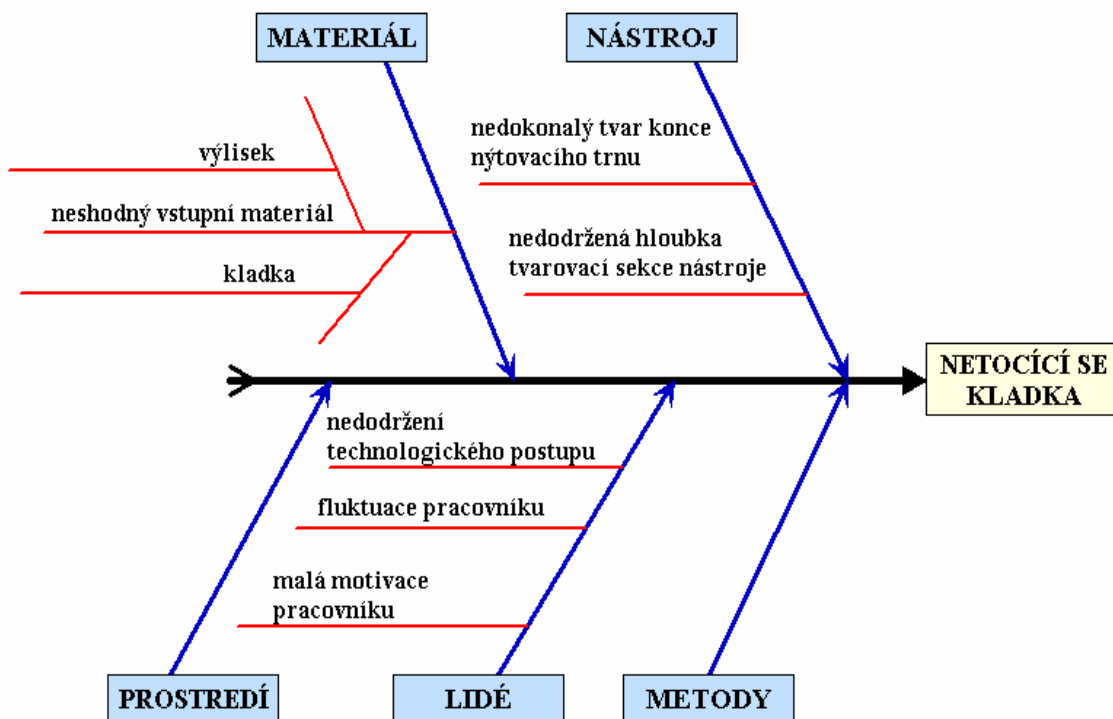 MATERIÁL
NÁSTROJ
výlisek
neshodný vstupní materiál
kladka
nedokonalý tvar konce
nýtovacího trnu
nedodržená hloubka
tvarovací sekce nástroje
NETOCÍCÍ SE
KLADKA
nedodržení
technologického postupu
fluktuace pracovníku
malá motivace
pracovníku
PROSTREDÍ
LIDÉ
METODY